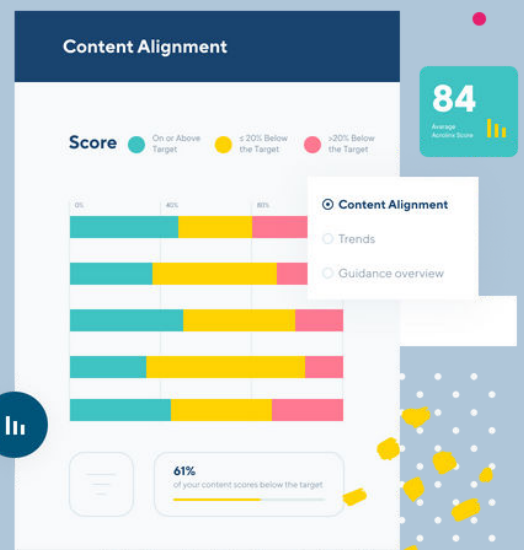 Content Alignment
84
Average
Acrolinx Score
Score
On or Above
Target
≤ 20% Below
the Target
>20% Below
the Target
0%
40%
80%
Content Alignment
Trends
Guidance overview
61%
of your content scores below the target